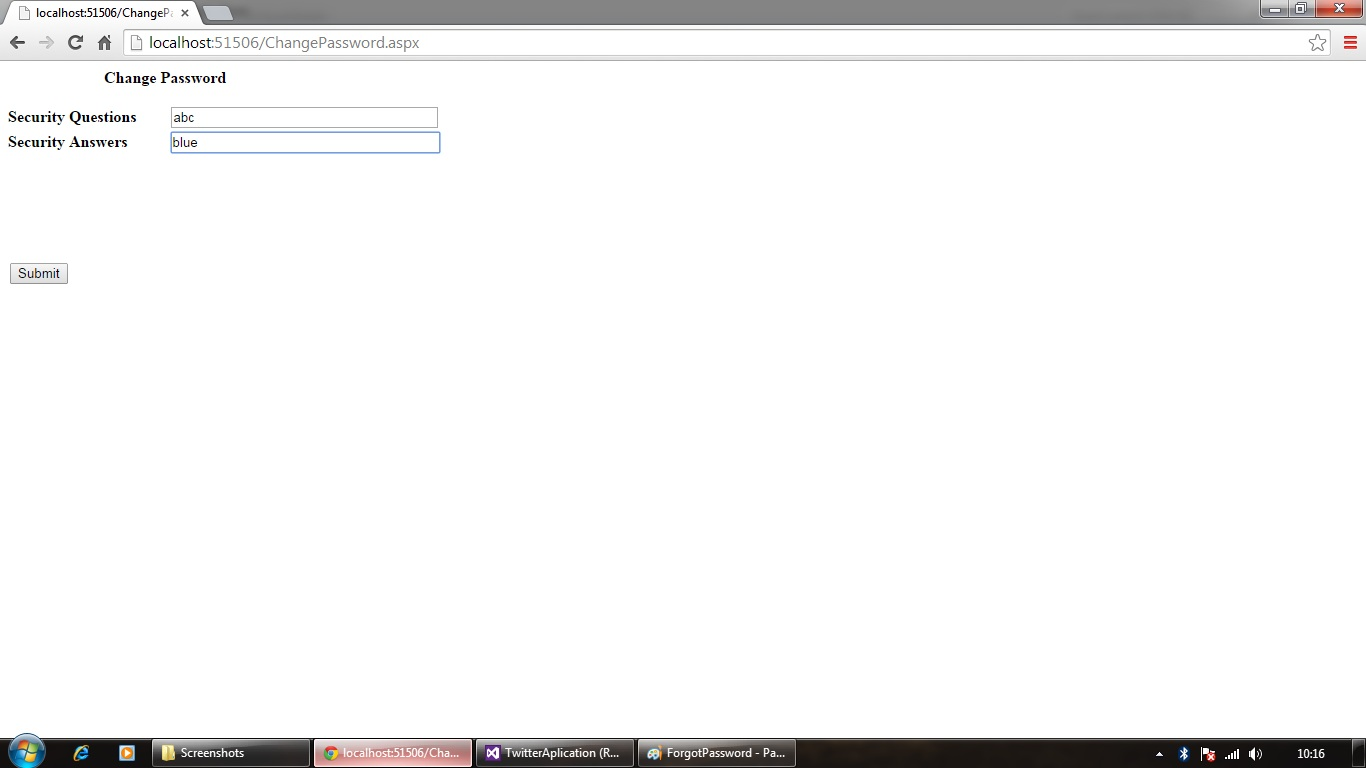 localhost:51506/ChangePa
localhost:51506/ChangePassword.aspx
Change Password
Security Questions abc
Security Answers blue
Submit
Screenshots
localhost:51506/Cha...
TwitterAplication (R...
ForgotPassword - Pa...
10:16